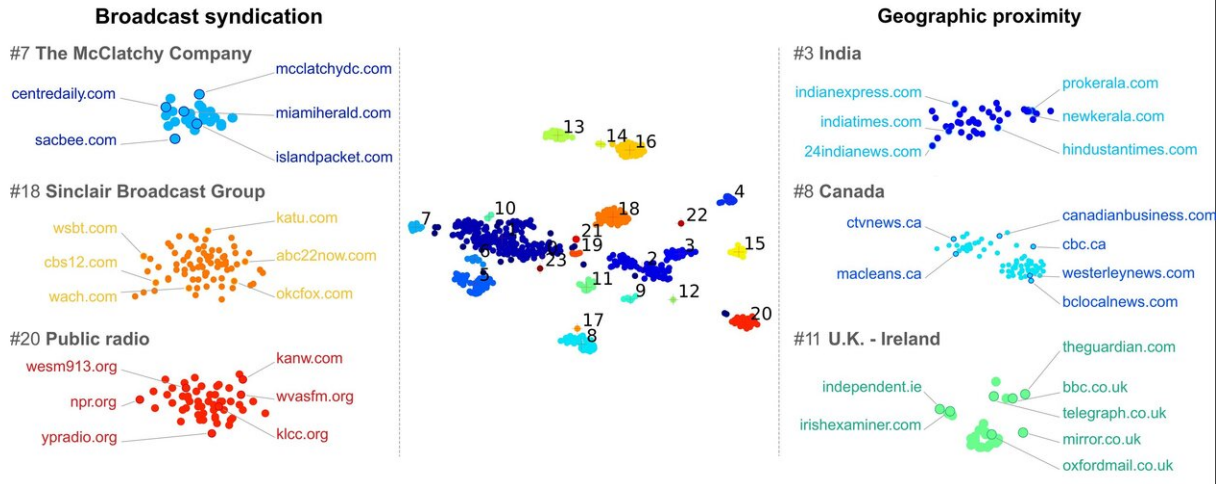 Broadcast syndication
#7 The McClatchy Company
mcclatchydc.com
centredaily.com
miamiherald.com
sacbee.com
islandpacket.com
#18 Sinclair Broadcast Group
katu.com
wsbt.com
abc22now.com
cbs12.com
okcfox.com
wach.com
#20 Public radio
kanw.com
wesm913.org
wvasfm.org
npr.org
klcc.org
ypradio.org
13
14
16
4
7
10
18
22
1
21
6
19
3
15
23
2
5
11
9
12
17
20
8
Geographic proximity
#3 India
prokerala.com
indianexpress.com
newkerala.com
indiatimes.com
24indianews.com
hindustantimes.com
#8 Canada
canadianbusiness.com
ctvnews.ca
cbc.ca
macleans.ca
westerleynews.com
bclocalnews.com
#11 U.K. - Ireland
theguardian.com
independent.ie
bbc.co.uk
telegraph.co.uk
irishexaminer.com
mirror.co.uk
oxfordmail.co.uk